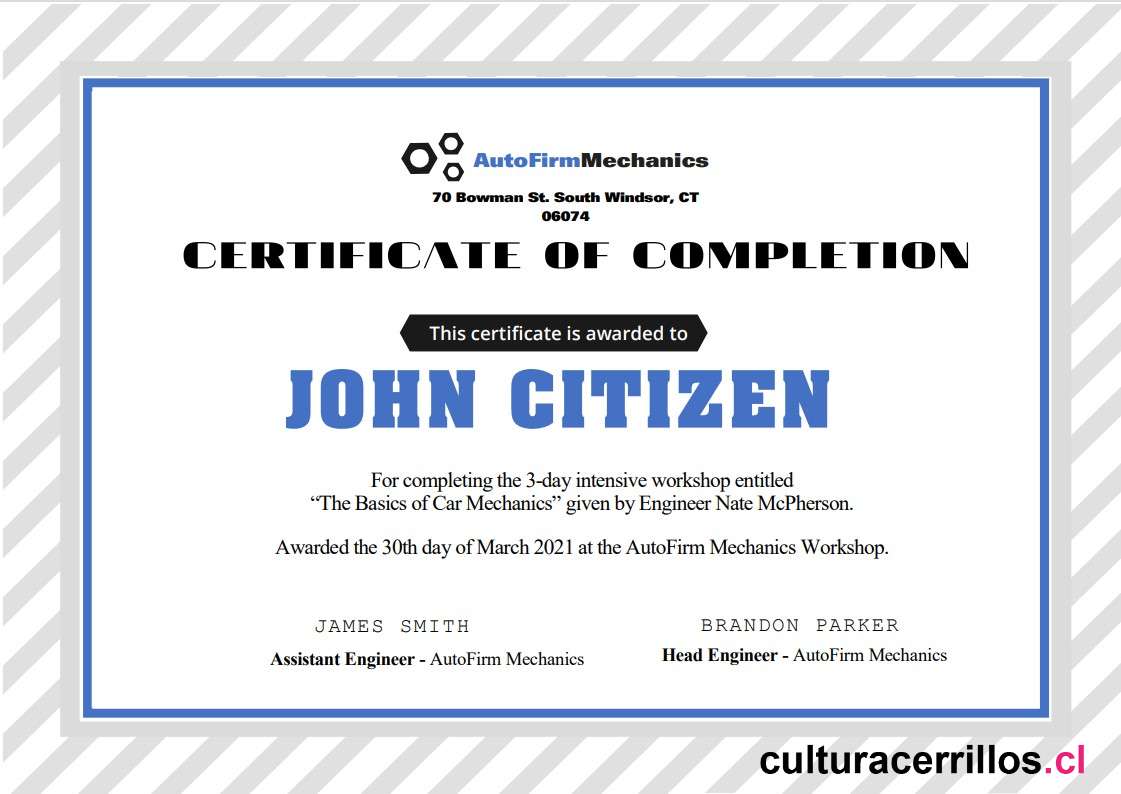 AutoFirmMechanics
70 Bowman St. South Windsor, CT
06074
CERTIFICATE OF COMPLETION
This certificate is awarded to
JOHN CITIZEN
For completing the 3-day intensive workshop entitled
“The Basics of Car Mechanics” given by Engineer Nate McPherson.
Awarded the 30th day of March 2021 at the AutoFirm Mechanics Workshop.
JAMES SMITH
Assistant Engineer - AutoFirm Mechanics
BRANDON PARKER
Head Engineer - AutoFirm Mechanics
culturacerrillos.cl